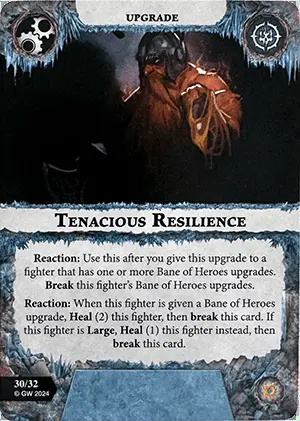 UPGRADE
TENACIOUS RESILIENCE
Reaction: Use this after you give this upgrade to a
fighter that has one or more Bane of Heroes upgrades.
Break this fighter's Bane of Heroes upgrades.
Reaction: When this fighter is given a Bane of Heroes
upgrade, Heal (2) this fighter, then break this card. If
this fighter is Large, Heal (1) this fighter instead, then
break this card.
30/32
© GW 2024